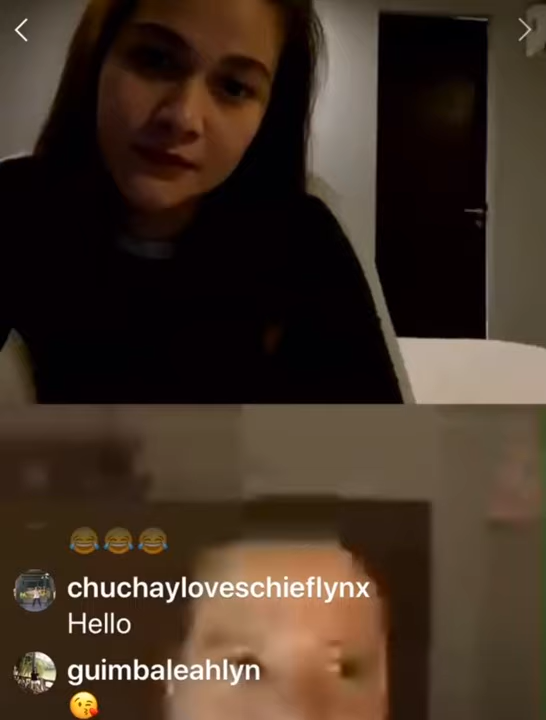 😂😂😂
chuchayloveschieflynx
Hello
guimbaleahlyn
😘